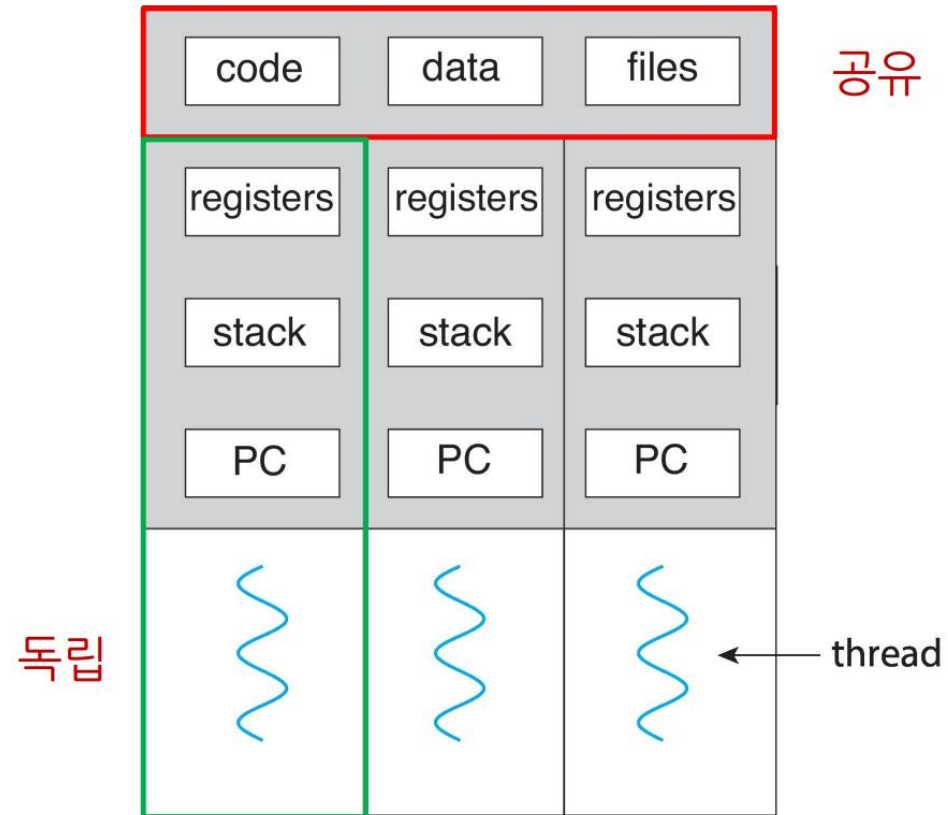 code data files 공유
registers registers registers
stack stack stack
PC PC PC
독립 thread